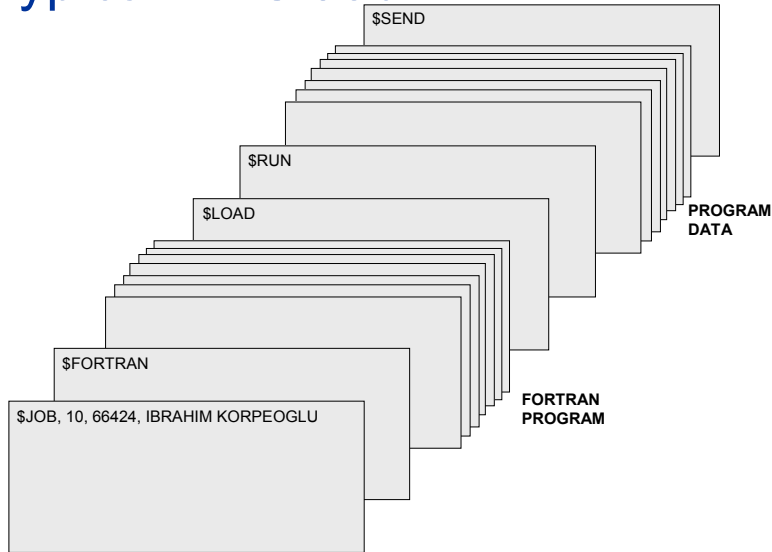 $SEND
$RUN
$LOAD
PROGRAM
DATA
$FORTRAN
FORTRAN
PROGRAM
$JOB, 10, 66424, IBRAHIM KORPEOGLU